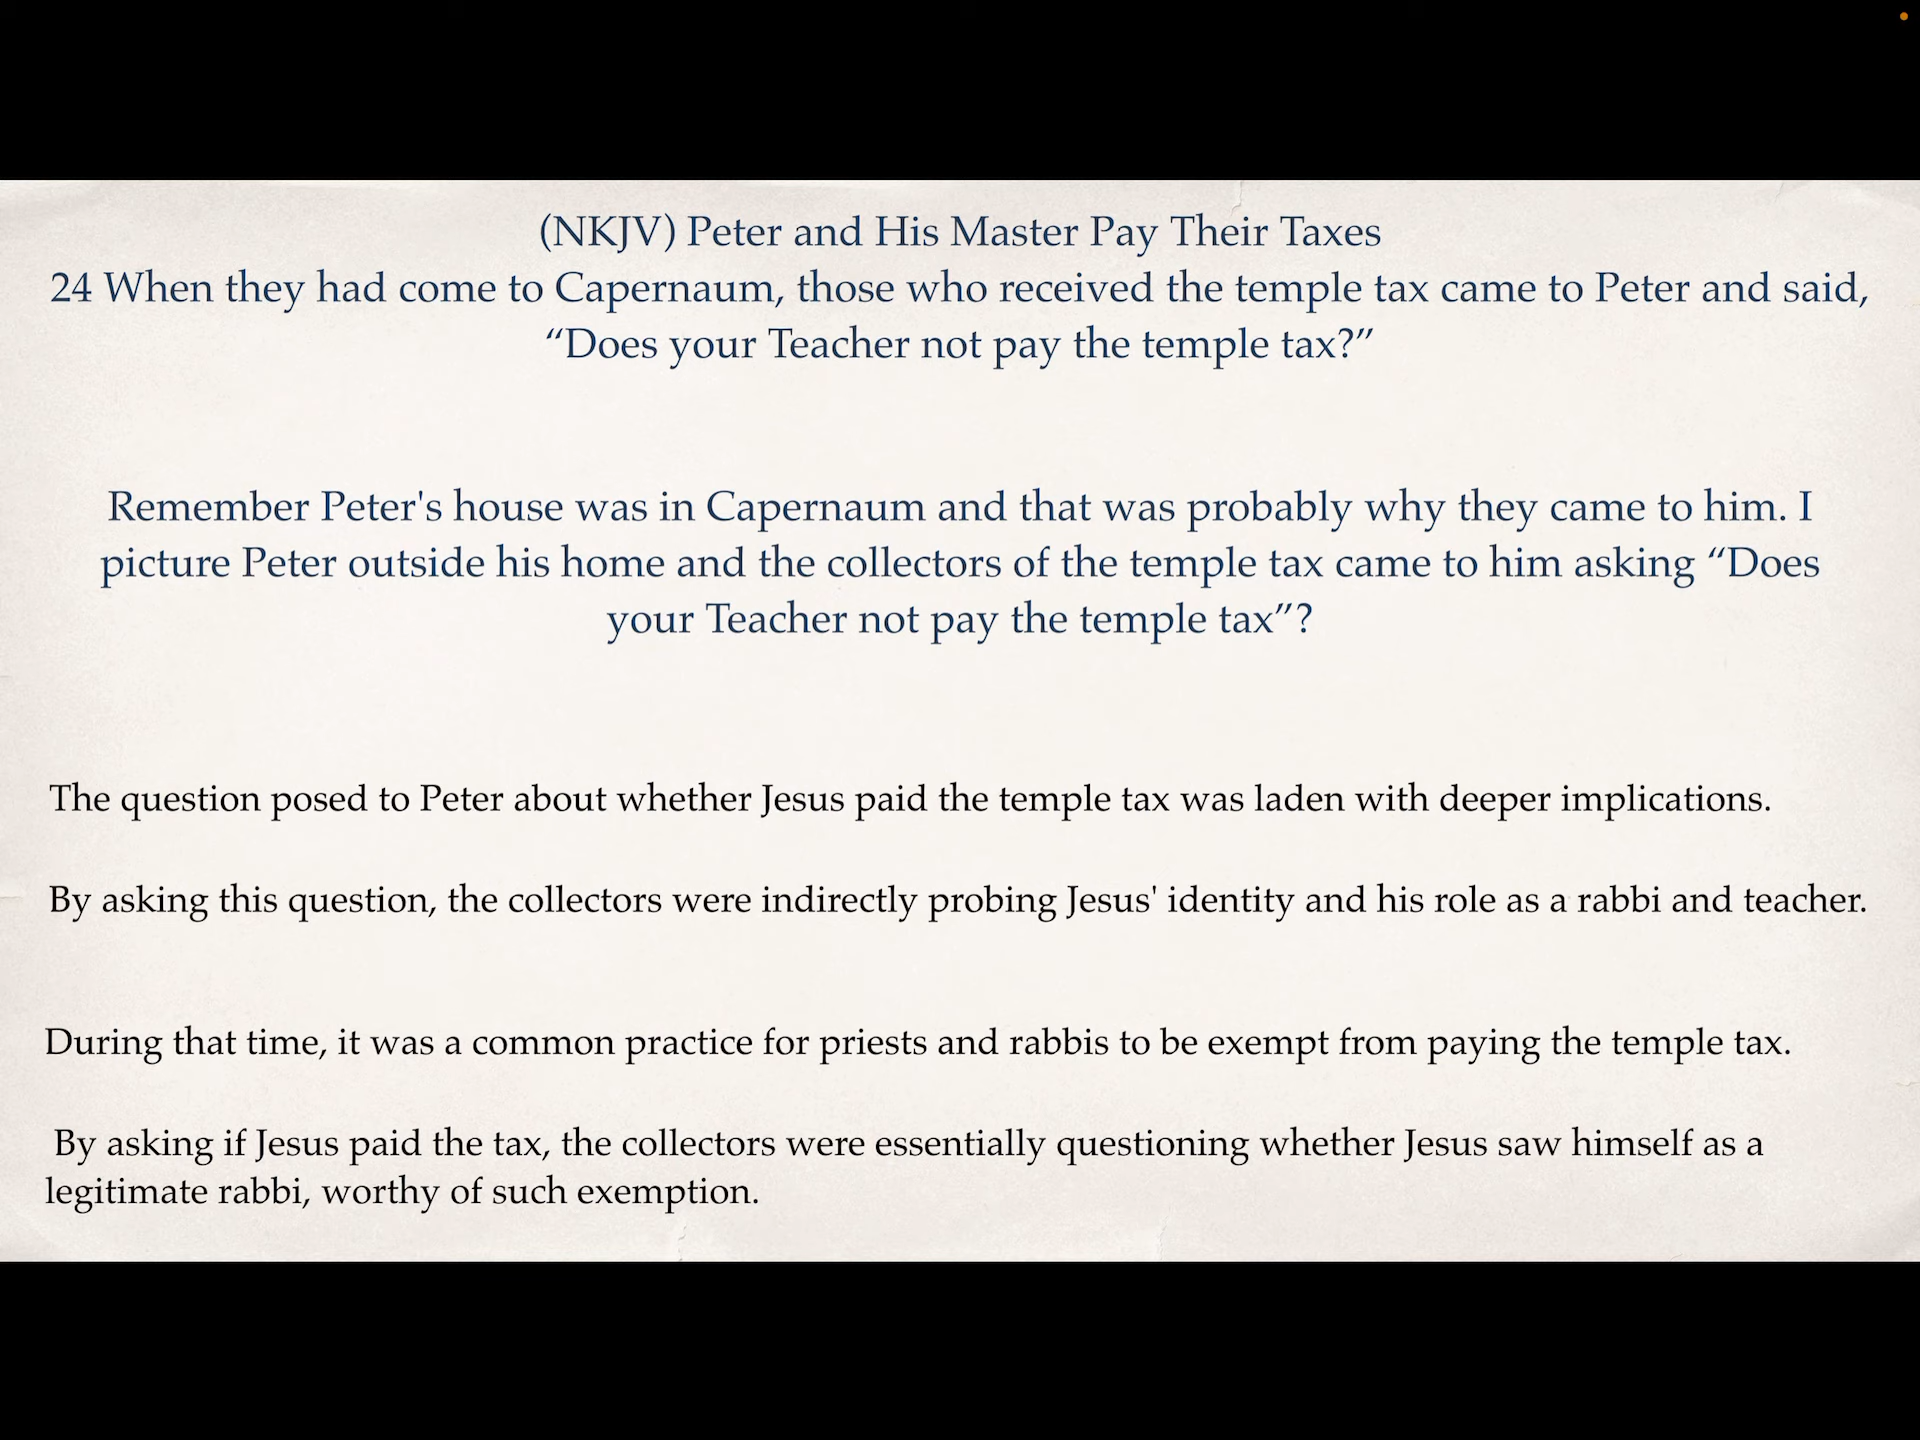 (NKJV) Peter and His Master Pay Their Taxes
24 When they had come to Capernaum, those who received the temple tax came to Peter and said,
“Does your Teacher not pay the temple tax?”
Remember Peter's house was in Capernaum and that was probably why they came to him. I
picture Peter outside his home and the collectors of the temple tax came to him asking “Does
your Teacher not pay the temple tax”?
The question posed to Peter about whether Jesus paid the temple tax was laden with deeper implications.
By asking this question, the collectors were indirectly probing Jesus' identity and his role as a rabbi and teacher.
During that time, it was a common practice for priests and rabbis to be exempt from paying the temple tax.
By asking if Jesus paid the tax, the collectors were essentially questioning whether Jesus saw himself as a
legitimate rabbi, worthy of such exemption.